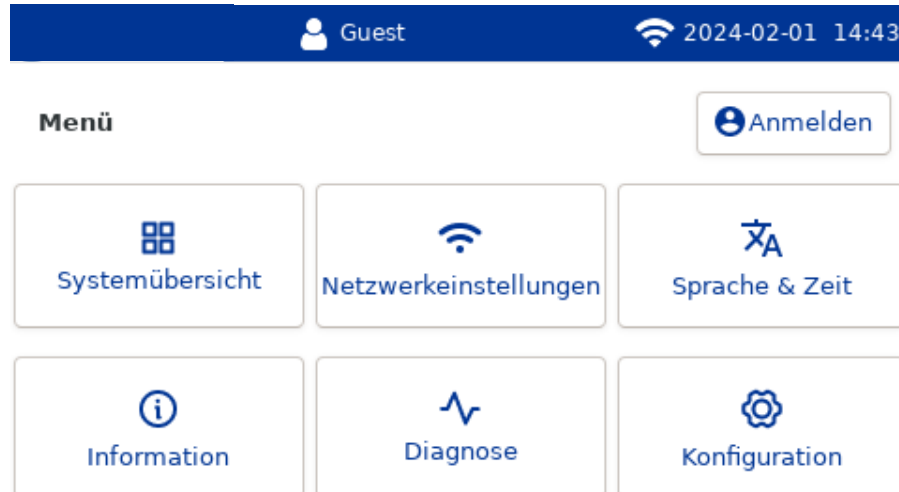 Guest 2024-02-01 14:43
Menü Anmelden
Systemübersicht Netzwerkeinstellungen Sprache & Zeit
Information Diagnose Konfiguration